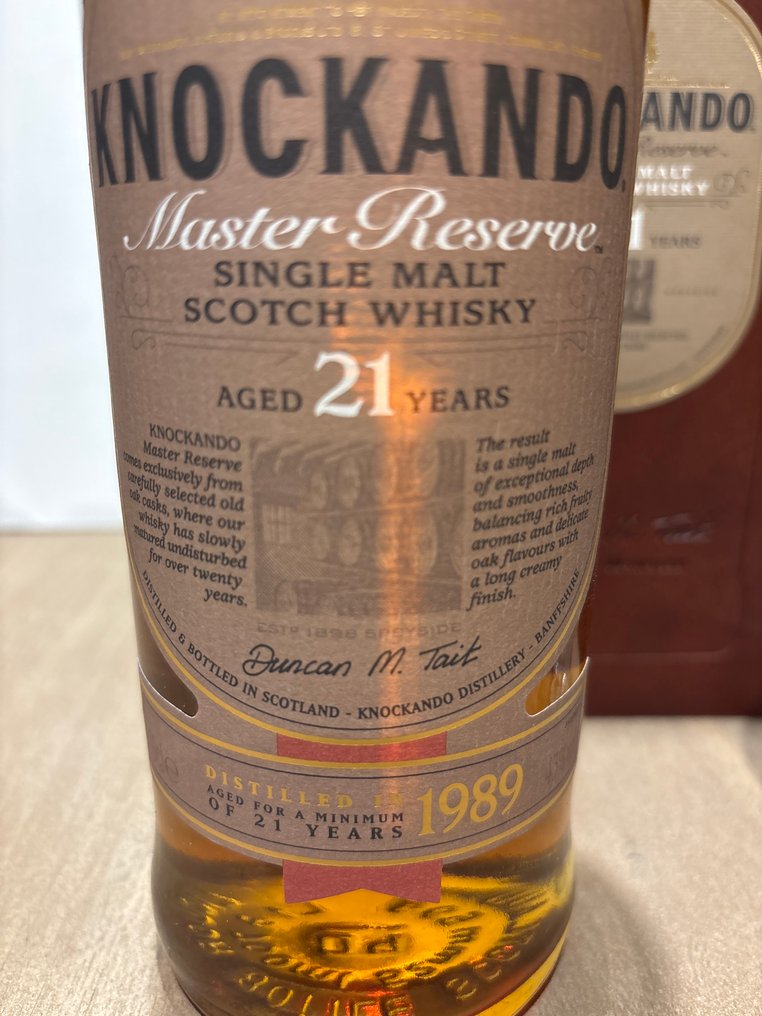 KNOCKANDO
Master Reserve™
SINGLE MALT
SCOTCH WHISKY
AGED 21 YEARS
KNOCKANDO
Master Reserve
comes exclusively from
carefully selected old
oak casks, where our
whisky has slowly
matured undisturbed
for over twenty
years.
The result
is a single malt
of exceptional depth
and smoothness,
balancing rich fruity
aromas and delicate
oak flavours with
a long creamy
finish.
ESTD 1898 SPEYSIDE
Duncan M. Tait
DISTILLED & BOTTLED IN SCOTLAND - KNOCKANDO DISTILLERY - BANFFSHIRE
DISTILLED IN 1989
AGED FOR A MINIMUM
OF 21 YEARS
ANDO
Reserve
MALT
WHISKY
1 YEARS